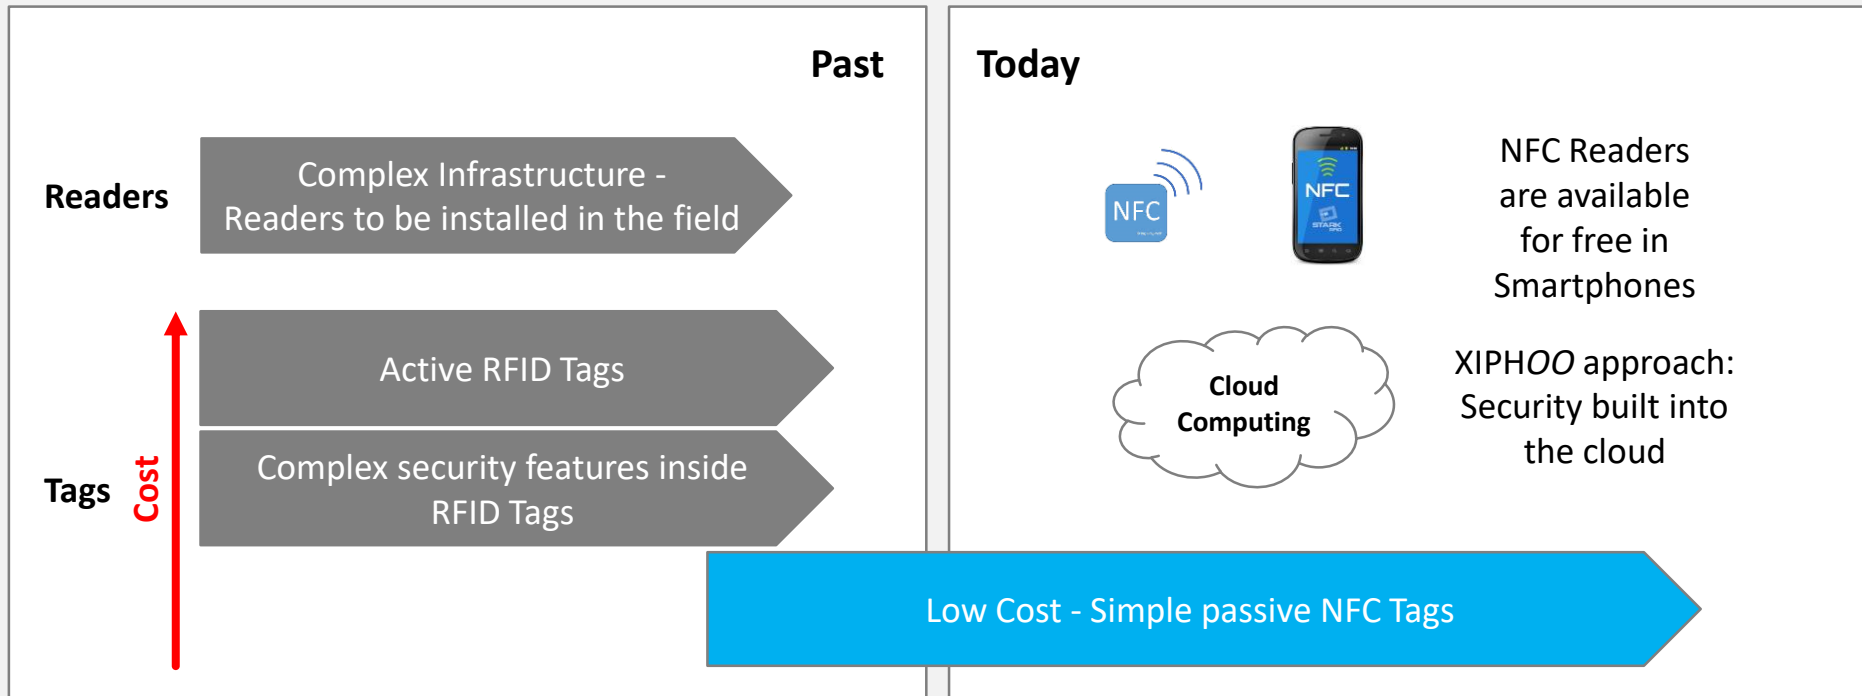 Past
Readers
Complex Infrastructure -
Readers to be installed in the field
Cost
Active RFID Tags
Tags
Complex security features inside
RFID Tags
Today
NFC
NFC
STARK
RFID
NFC Readers
are available
for free in
Smartphones
Cloud
Computing
XIPHOO approach:
Security built into
the cloud
Low Cost - Simple passive NFC Tags